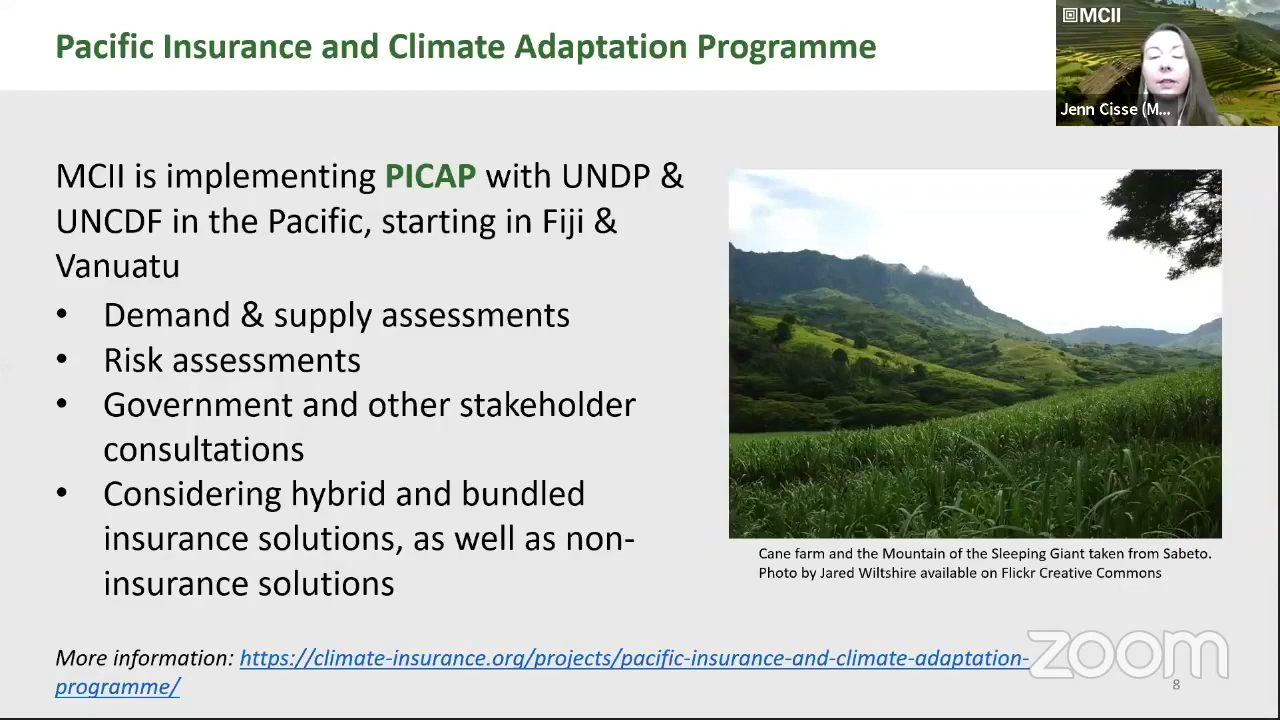 Pacific Insurance and Climate Adaptation Programme
MCII
Jenn Cisse (M...
MCII is implementing PICAP with UNDP &
UNCDF in the Pacific, starting in Fiji &
Vanuatu
• Demand & supply assessments
• Risk assessments
• Government and other stakeholder
consultations
• Considering hybrid and bundled
insurance solutions, as well as non-
insurance solutions
Cane farm and the Mountain of the Sleeping Giant taken from Sabeto.
Photo by Jared Wiltshire available on Flickr Creative Commons
More information: https://climate-insurance.org/projects/pacific-insurance-and-climate-adaptation-
programme/
zoom
8